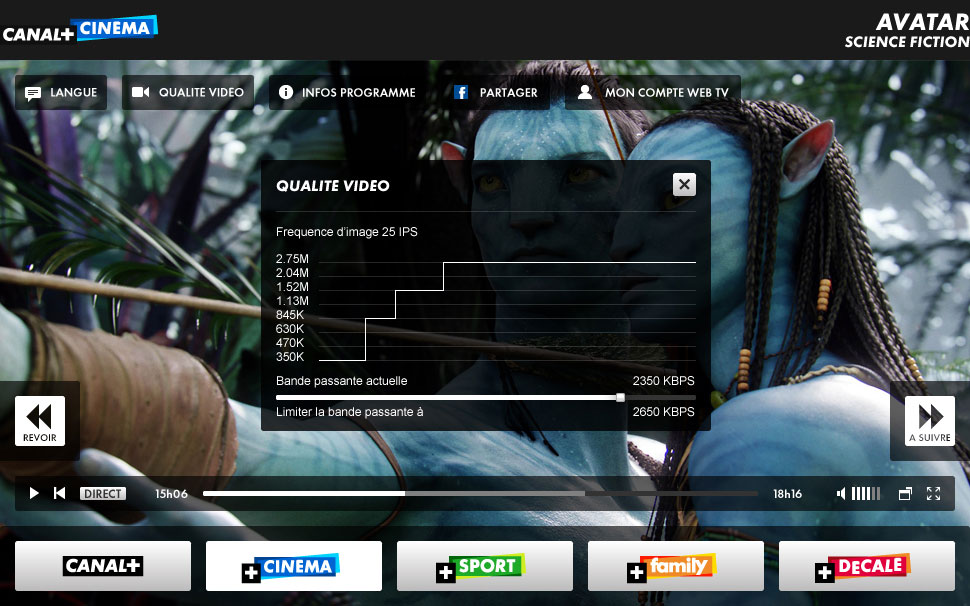 CANAL+ CINEMA
AVATAR
SCIENCE FICTION
LANGUE
QUALITE VIDEO
INFOS PROGRAMME
f PARTAGER
MON COMPTE WEB TV
QUALITE VIDEO
Frequence d'image 25 IPS
2.75M
2.04M
1.52M
1.13M
845K
630K
470K
350K
Bande passante actuelle 2350 KBPS
Limiter la bande passante à 2650 KBPS
REVOIR
A SUIVRE
DIRECT 15h06 18h16
CANAL+
+CINEMA
+SPORT
+family
+DECALE